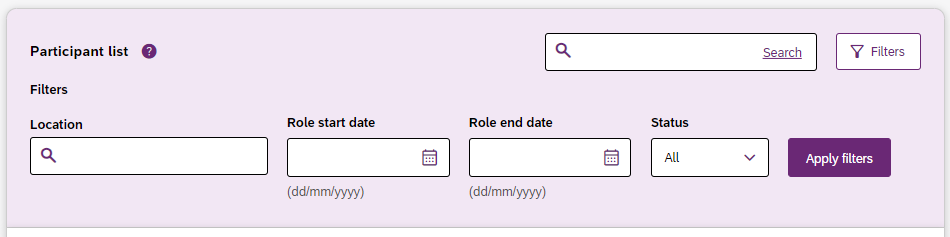 Participant list ?
Search
Filters
Filters
Location
Role start date
Role end date
Status
All
Apply filters
(dd/mm/yyyy)
(dd/mm/yyyy)